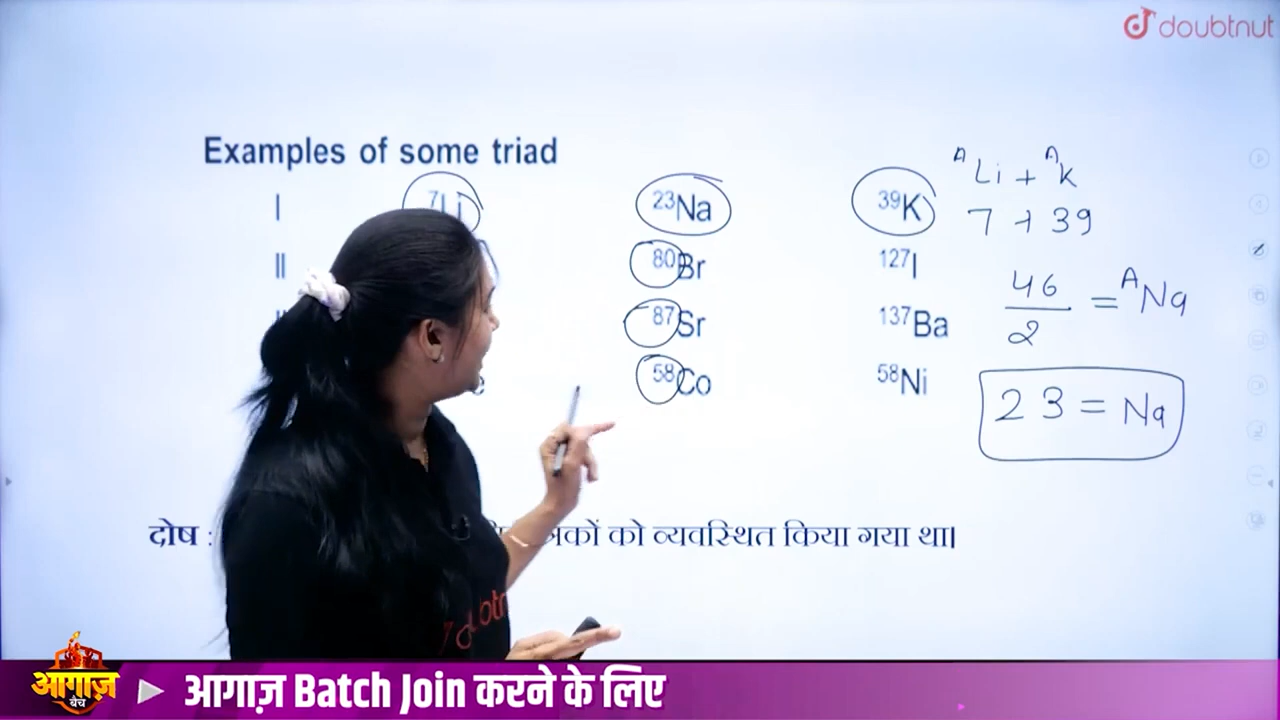 doubtnut
Examples of some triad
I ⁷Li ²³Na ³⁹K
II ⁸⁰Br ¹²⁷I
⁸⁷Sr ¹³⁷Ba
⁵⁸Co ⁵⁸Ni
ᴬLi + ᴬK
7 + 39
46
2
= ᴬNa
23 = Na
दोष :
को व्यवस्थित किया गया था।
आगाज़
बैच
आगाज़ Batch Join करने के लिए